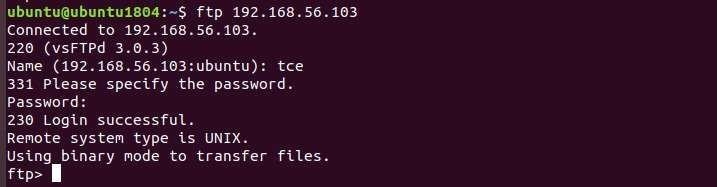 ubuntu@ubuntu1804:~$ ftp 192.168.56.103
Connected to 192.168.56.103.
220 (vsFTPd 3.0.3)
Name (192.168.56.103:ubuntu): tce
331 Please specify the password.
Password:
230 Login successful.
Remote system type is UNIX.
Using binary mode to transfer files.
ftp>